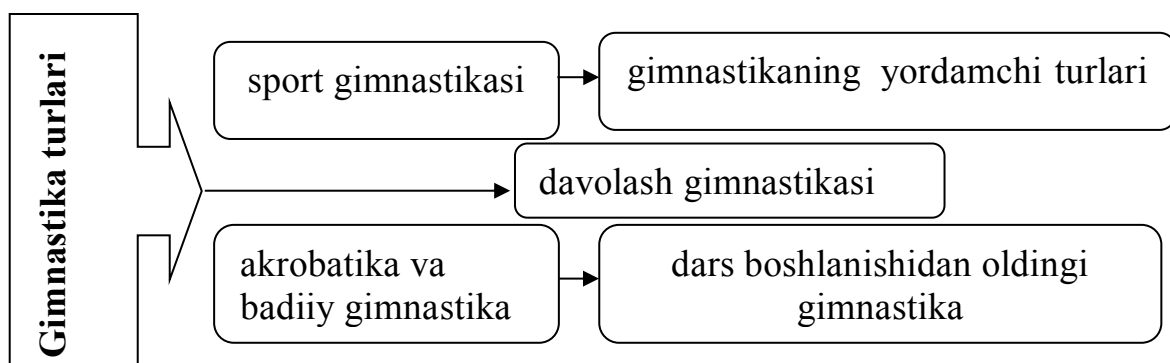 Gimnastika turlari
sport gimnastikasi
gimnastikaning yordamchi turlari
davolash gimnastikasi
akrobatika va
badiiy gimnastika
dars boshlanishidan oldingi
gimnastika